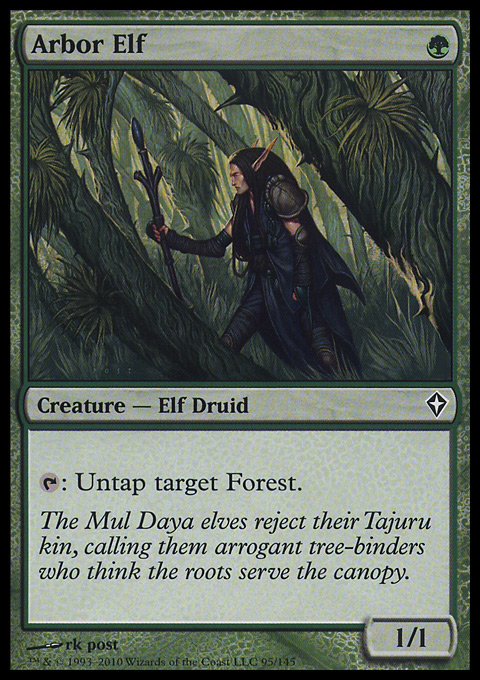 Arbor Elf
Creature — Elf Druid
: Untap target Forest.
The Mul Daya elves reject their Tajuru
kin, calling them arrogant tree-binders
who think the roots serve the canopy.
rk post
1/1
™ & © 1993–2010 Wizards of the Coast LLC 95/145